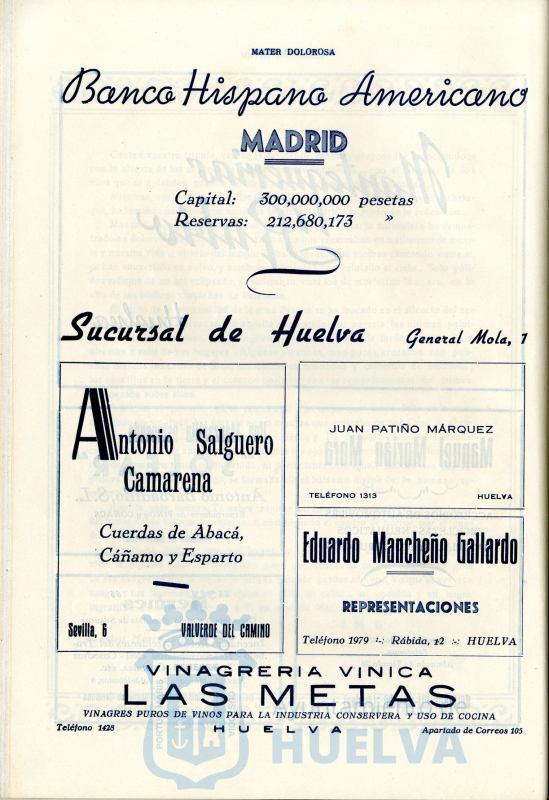 MATER DOLOROSA
Banco Hispano Americano
MADRID
Capital: 300,000,000 pesetas
Reservas: 212,680,173 »
Sucursal de Huelva General Mola, 1
Antonio Salguero
Camarena
Cuerdas de Abacá,
Cáñamo y Esparto
Sevilla, 6 VALVERDE DEL CAMINO
JUAN PATIÑO MÁRQUEZ
TELÉFONO 1313 HUELVA
Eduardo Mancheño Gallardo
REPRESENTACIONES
Teléfono 1979 :-: Rábida, 12 :-: HUELVA
VINAGRERIA VINICA
LAS METAS
VINAGRES PUROS DE VINOS PARA LA INDUSTRIA CONSERVERA Y USO DE COCINA
Teléfono 1428 HUELVA Apartado de Correos 105
Ayuntamiento de
HUELVA